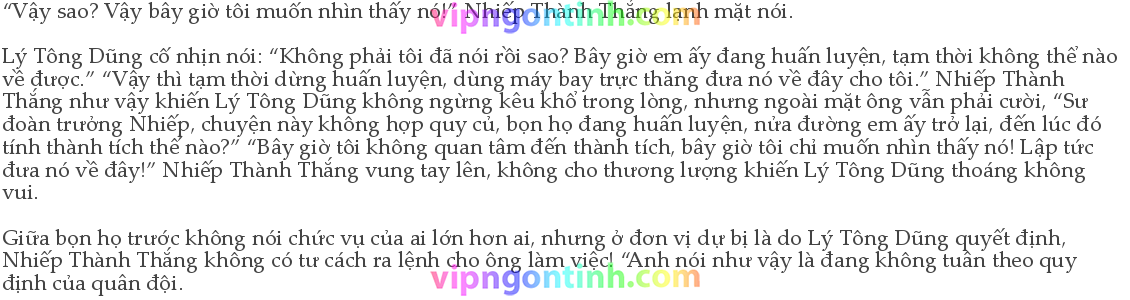 “Vậy sao? Vậy bây giờ tôi muốn nhìn thấy nó!” Nhiếp Thành Thắng lạnh mặt nói.
vipngontinh.com
Lý Tông Dũng cố nhịn nói: “Không phải tôi đã nói rồi sao? Bây giờ em ấy đang huấn luyện, tạm thời không thể nào
về được.” “Vậy thì tạm thời dừng huấn luyện, dùng máy bay trực thăng đưa nó về đây cho tôi.” Nhiếp Thành
Thắng như vậy khiến Lý Tông Dũng không ngừng kêu khổ trong lòng, nhưng ngoài mặt ông vẫn phải cười, “Sư
đoàn trưởng Nhiếp, chuyện này không hợp quy củ, bọn họ đang huấn luyện, nửa đường em ấy trở lại, đến lúc đó
tính thành tích thế nào?” “Bây giờ tôi không quan tâm đến thành tích, bây giờ tôi chỉ muốn nhìn thấy nó! Lập tức
đưa nó về đây!” Nhiếp Thành Thắng vung tay lên, không cho thương lượng khiến Lý Tông Dũng thoáng không
vui.
Giữa bọn họ trước không nói chức vụ của ai lớn hơn ai, nhưng ở đơn vị dự bị là do Lý Tông Dũng quyết định,
Nhiếp Thành Thắng không có tư cách ra lệnh cho ông làm việc! “Anh nói như vậy là đang không tuân theo quy
định của quân đội.
vipngontinh.com